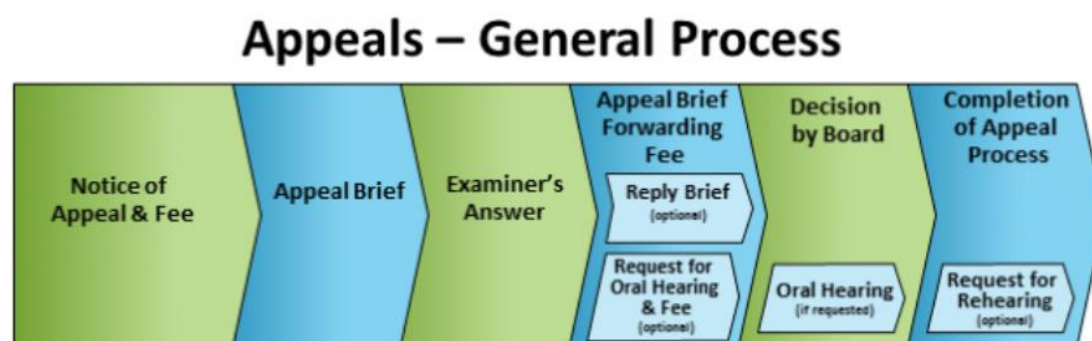 Appeals – General Process
Notice of
Appeal & Fee
Appeal Brief
Examiner's
Answer
Appeal Brief
Forwarding
Fee
Reply Brief
(optional)
Request for
Oral Hearing
& Fee
(optional)
Decision
by Board
Oral Hearing
(if requested)
Completion
of Appeal
Process
Request for
Rehearing
(optional)